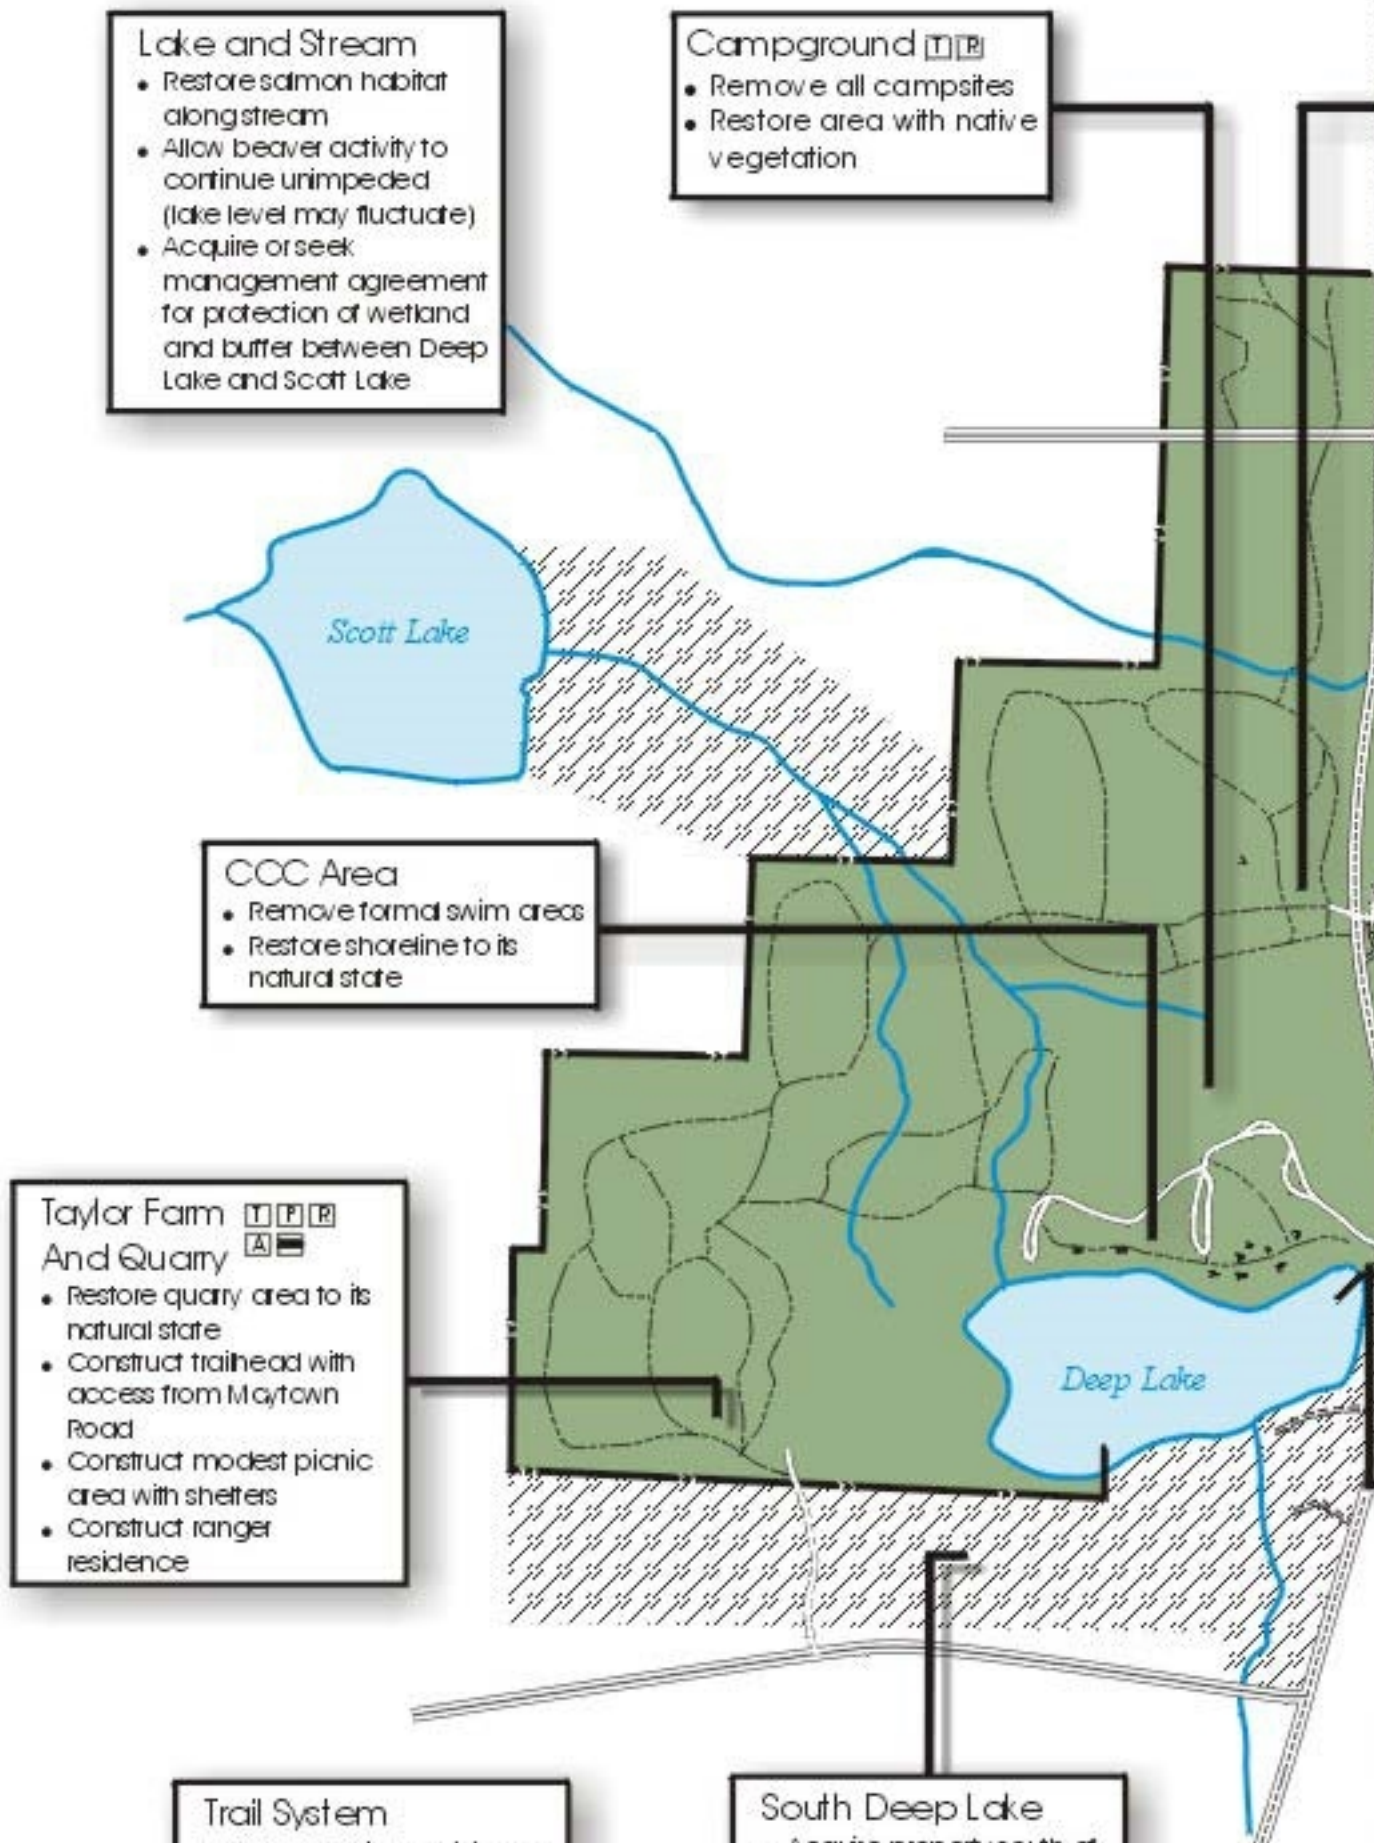 Lake and Stream
• Restore salmon habitat
along stream
• Allow beaver activity to
continue unimpeded
(lake level may fluctuate)
• Acquire or seek
management agreement
for protection of wetland
and buffer between Deep
Lake and Scott Lake
Campground T R
• Remove all campsites
• Restore area with native
vegetation
Scott Lake
CCC Area
• Remove formal swim areas
• Restore shoreline to its
natural state
Taylor Farm T P R
And Quarry A
• Restore quarry area to its
natural state
• Construct trailhead with
access from Maytown
Road
• Construct modest picnic
area with shelters
• Construct ranger
residence
Deep Lake
Trail System
South Deep Lake
Acquire property south of